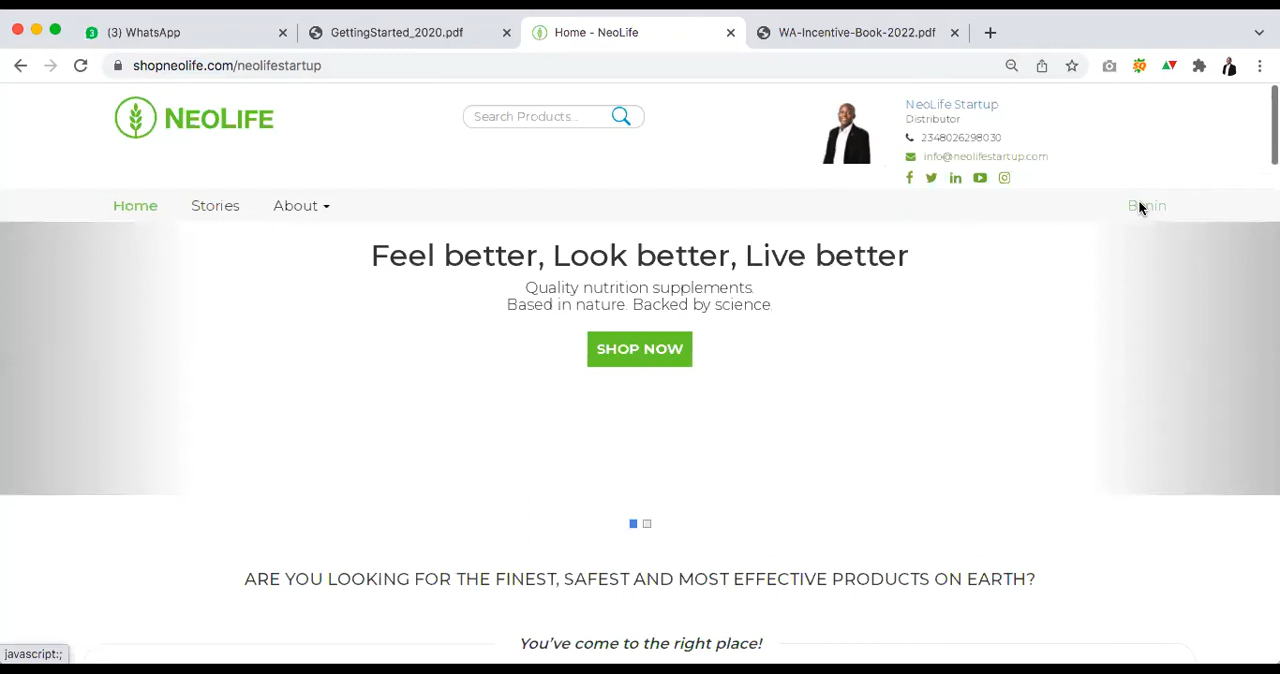 3
(3) WhatsApp
GettingStarted_2020.pdf
Home - NeoLife
WA-Incentive-Book-2022.pdf
shopneolife.com/neolifestartup
NEOLIFE
Search Products...
NeoLife Startup
Distributor
2348026298030
info@neolifestartup.com
Home Stories About
Feel better, Look better, Live better
Quality nutrition supplements.
Based in nature. Backed by science.
SHOP NOW
ARE YOU LOOKING FOR THE FINEST, SAFEST AND MOST EFFECTIVE PRODUCTS ON EARTH?
You've come to the right place!
javascript:;